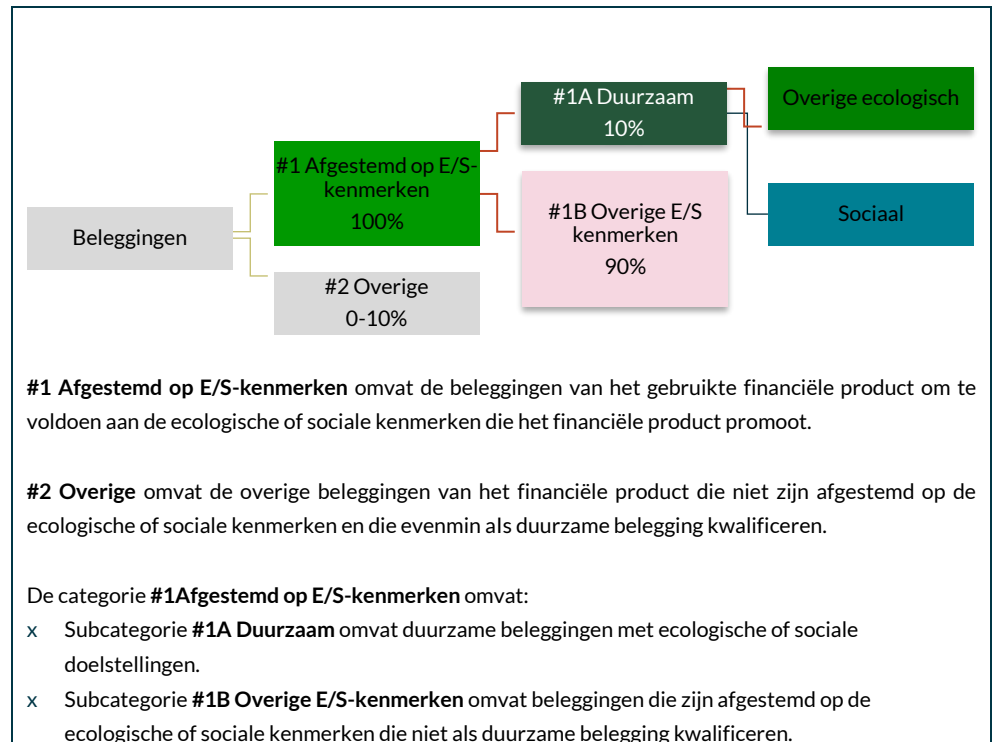 #1A Duurzaam
10%
Overige ecologisch
#1 Afgestemd op E/S-
kenmerken
100%
#1B Overige E/S
kenmerken
90%
Sociaal
Beleggingen
#2 Overige
0-10%
#1 Afgestemd op E/S-kenmerken omvat de beleggingen van het gebruikte financiële product om te
voldoen aan de ecologische of sociale kenmerken die het financiële product promoot.
#2 Overige omvat de overige beleggingen van het financiële product die niet zijn afgestemd op de
ecologische of sociale kenmerken en die evenmin als duurzame belegging kwalificeren.
De categorie #1Afgestemd op E/S-kenmerken omvat:
x Subcategorie #1A Duurzaam omvat duurzame beleggingen met ecologische of sociale
doelstellingen.
x Subcategorie #1B Overige E/S-kenmerken omvat beleggingen die zijn afgestemd op de
ecologische of sociale kenmerken die niet als duurzame belegging kwalificeren.